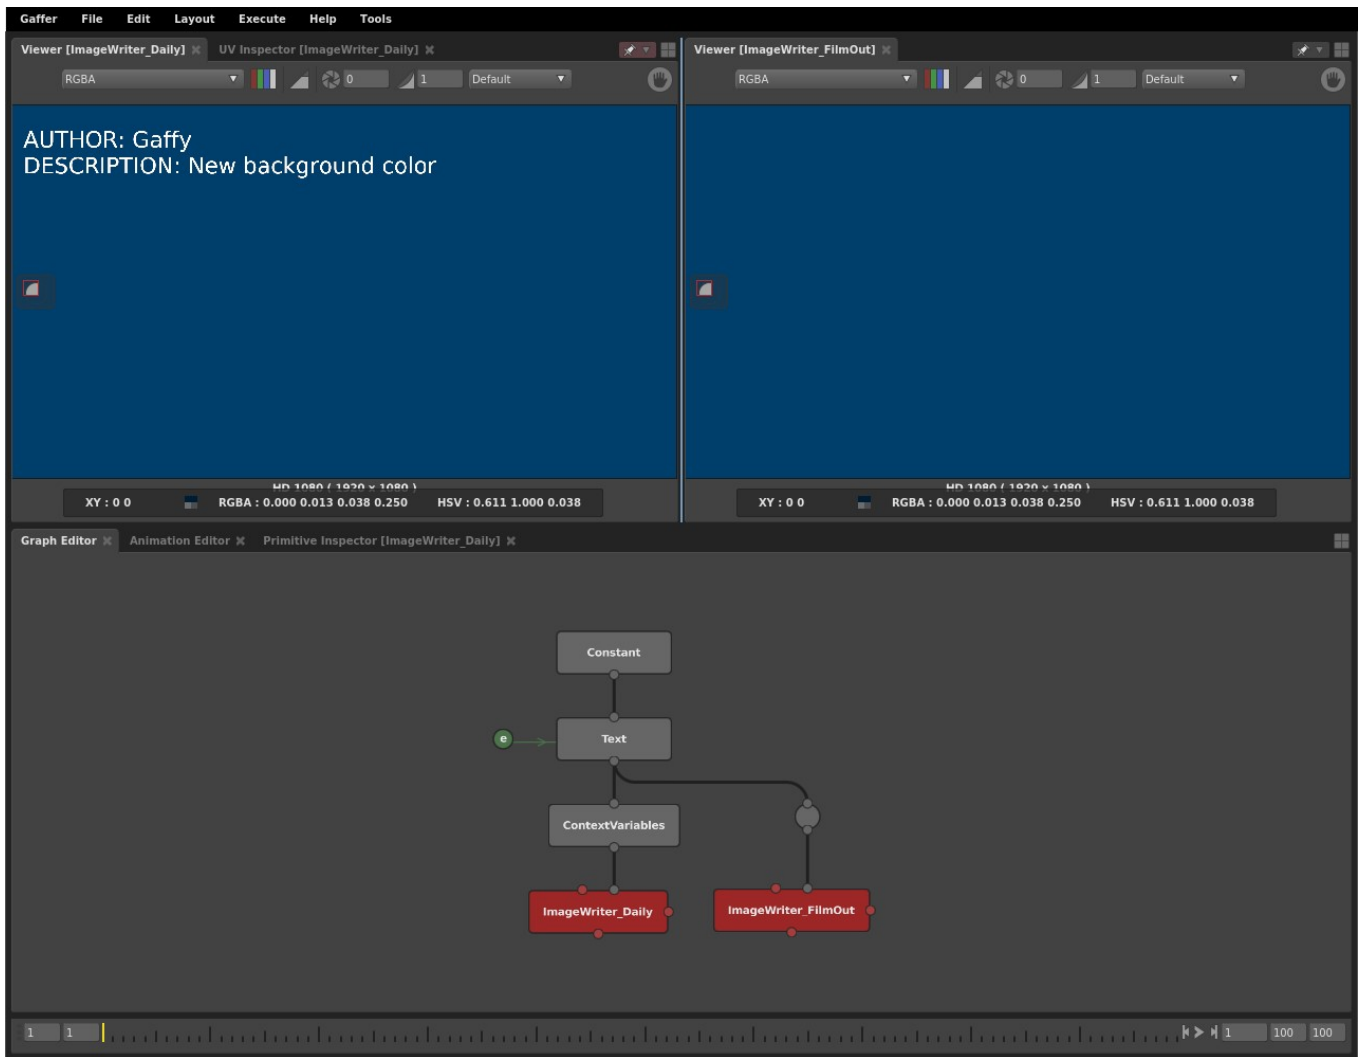 Gaffer File Edit Layout Execute Help Tools
Viewer [ImageWriter_Daily] UV Inspector [ImageWriter_Daily]
RGBA 0 1 Default
AUTHOR: Gaffy
DESCRIPTION: New background color
HD 1080 ( 1920 x 1080 )
XY : 0 0 RGBA : 0.000 0.013 0.038 0.250 HSV : 0.611 1.000 0.038
Viewer [ImageWriter_FilmOut]
RGBA 0 1 Default
HD 1080 ( 1920 x 1080 )
XY : 0 0 RGBA : 0.000 0.013 0.038 0.250 HSV : 0.611 1.000 0.038
Graph Editor Animation Editor Primitive Inspector [ImageWriter_Daily]
Constant
e Text
ContextVariables
ImageWriter_Daily ImageWriter_FilmOut
1 1 1 100 100